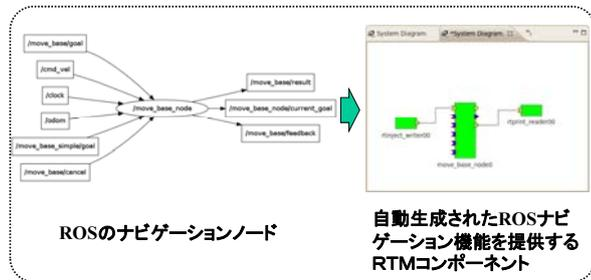 /move_base/goal
/cmd_vel
/clock
/odom
/move_base_simple/goal
/move_base/cancel
/move_base_node
/move_base/result
/move_base_node/current_goal
/move_base/feedback
ROSのナビゲーションノード
System Diagram
*System Diagram
rtinject_writer00
rtprint_reader00
move_base_node0
自動生成されたROSナビ
ゲーション機能を提供する
RTMコンポーネント